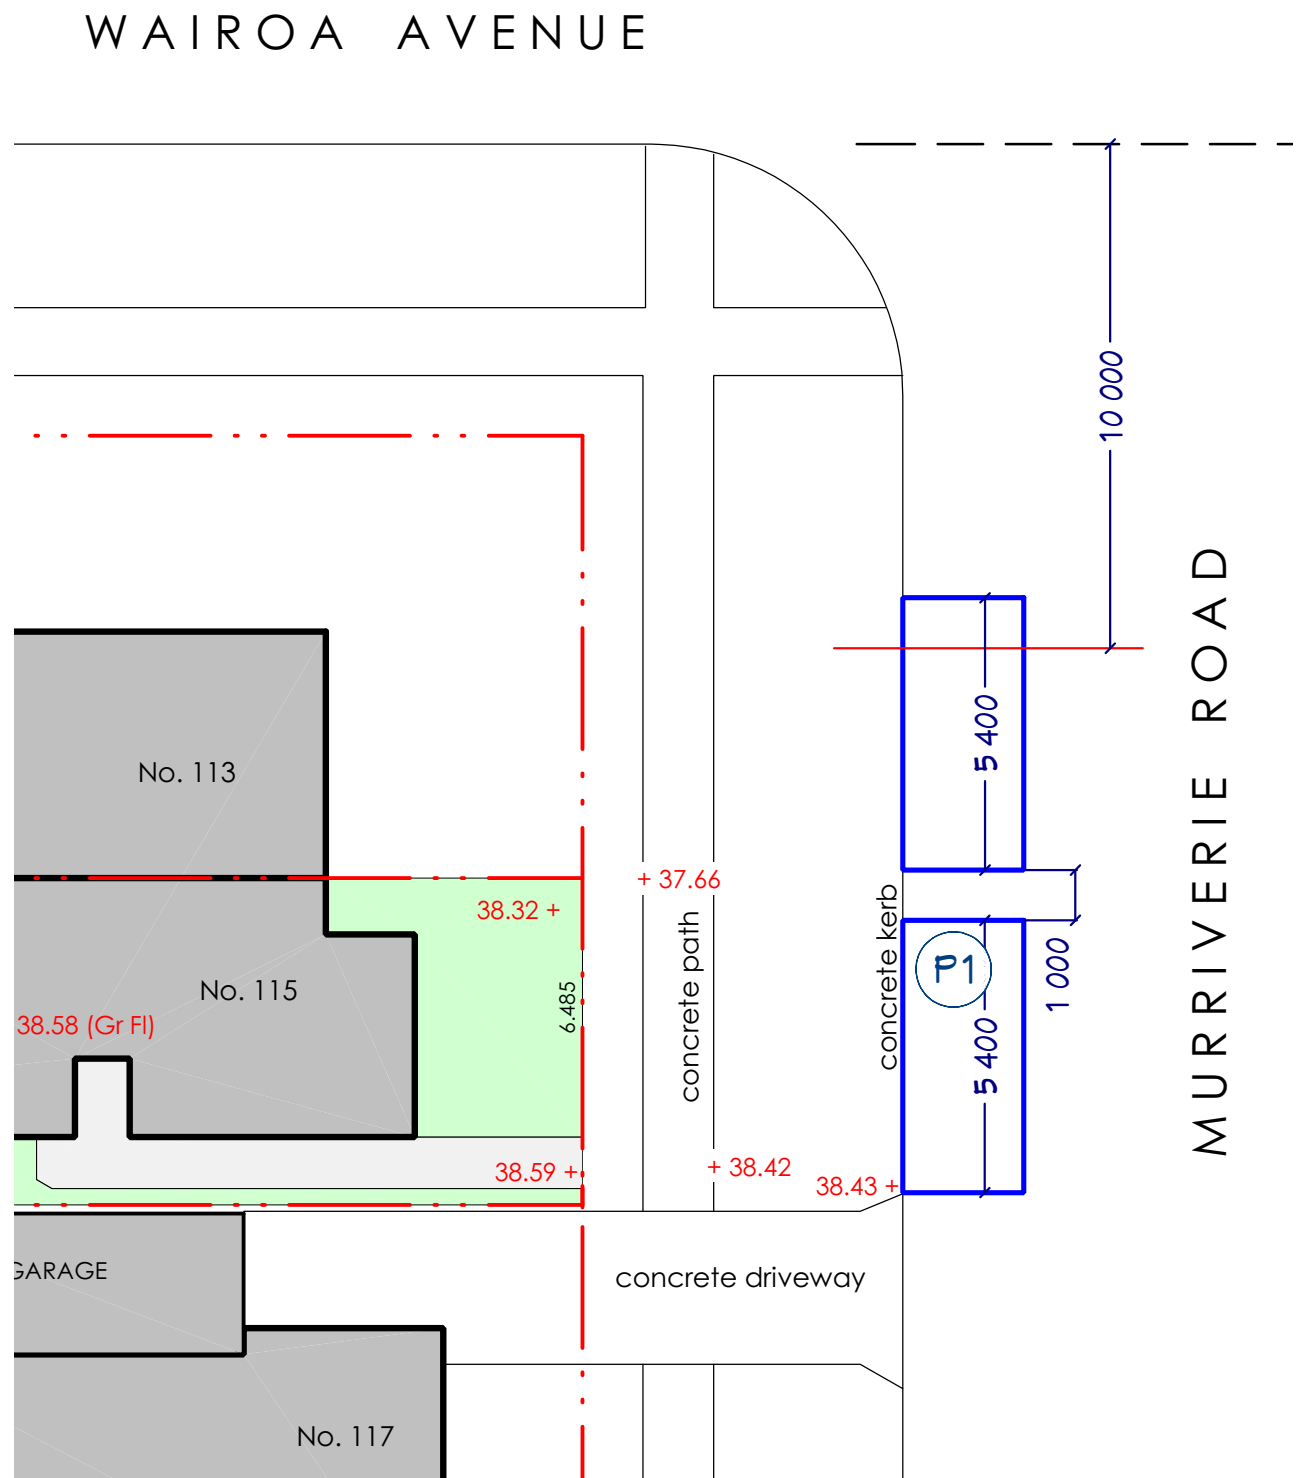 WAIROA AVENUE
10 000
MURRIVERIE ROAD
5 400
No. 113
+ 37.66
38.32 +
concrete path
concrete kerb
P1
1 000
No. 115
6.485
38.58 (Gr Fl)
5 400
38.59 +
+ 38.42
38.43 +
GARAGE
concrete driveway
No. 117